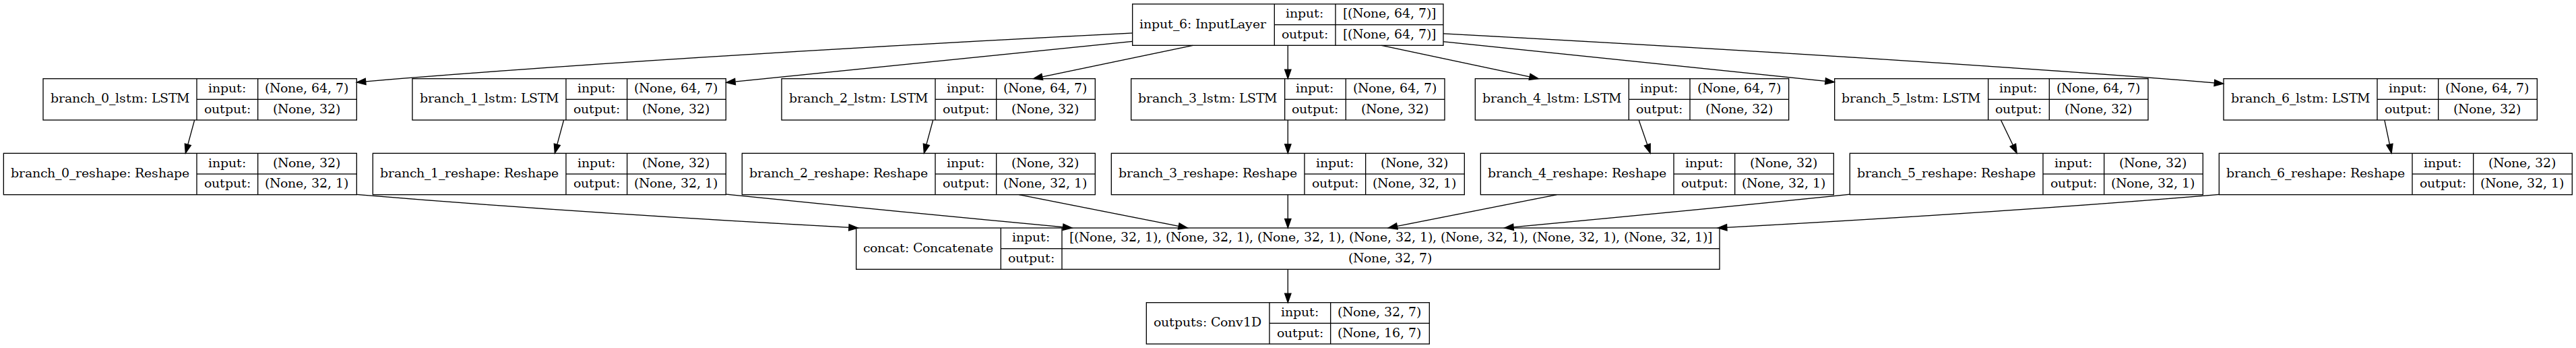 input_6: InputLayer
input:
[(None, 64, 7)]
output:
[(None, 64, 7)]
branch_0_lstm: LSTM
input:
(None, 64, 7)
output:
(None, 32)
branch_1_lstm: LSTM
input:
(None, 64, 7)
output:
(None, 32)
branch_2_lstm: LSTM
input:
(None, 64, 7)
output:
(None, 32)
branch_3_lstm: LSTM
input:
(None, 64, 7)
output:
(None, 32)
branch_4_lstm: LSTM
input:
(None, 64, 7)
output:
(None, 32)
branch_5_lstm: LSTM
input:
(None, 64, 7)
output:
(None, 32)
branch_6_lstm: LSTM
input:
(None, 64, 7)
output:
(None, 32)
branch_0_reshape: Reshape
input:
(None, 32)
output:
(None, 32, 1)
branch_1_reshape: Reshape
input:
(None, 32)
output:
(None, 32, 1)
branch_2_reshape: Reshape
input:
(None, 32)
output:
(None, 32, 1)
branch_3_reshape: Reshape
input:
(None, 32)
output:
(None, 32, 1)
branch_4_reshape: Reshape
input:
(None, 32)
output:
(None, 32, 1)
branch_5_reshape: Reshape
input:
(None, 32)
output:
(None, 32, 1)
branch_6_reshape: Reshape
input:
(None, 32)
output:
(None, 32, 1)
concat: Concatenate
input:
[(None, 32, 1), (None, 32, 1), (None, 32, 1), (None, 32, 1), (None, 32, 1), (None, 32, 1), (None, 32, 1)]
output:
(None, 32, 7)
outputs: Conv1D
input:
(None, 32, 7)
output:
(None, 16, 7)